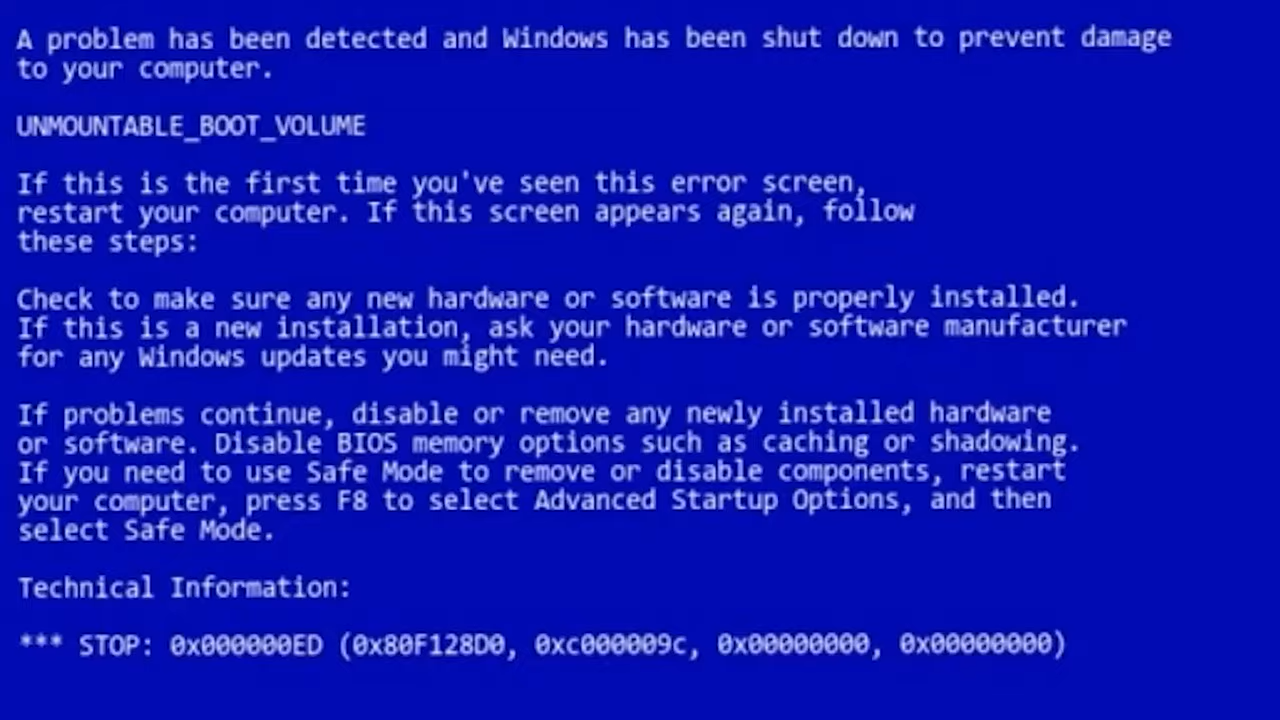 A problem has been detected and Windows has been shut down to prevent damage
to your computer.
UNMOUNTABLE_BOOT_VOLUME
If this is the first time you've seen this error screen,
restart your computer. If this screen appears again, follow
these steps:
Check to make sure any new hardware or software is properly installed.
If this is a new installation, ask your hardware or software manufacturer
for any Windows updates you might need.
If problems continue, disable or remove any newly installed hardware
or software. Disable BIOS memory options such as caching or shadowing.
If you need to use Safe Mode to remove or disable components, restart
your computer, press F8 to select Advanced Startup Options, and then
select Safe Mode.
Technical Information:
*** STOP: 0x000000ED (0x80F128D0, 0xc000009c, 0x00000000, 0x00000000)